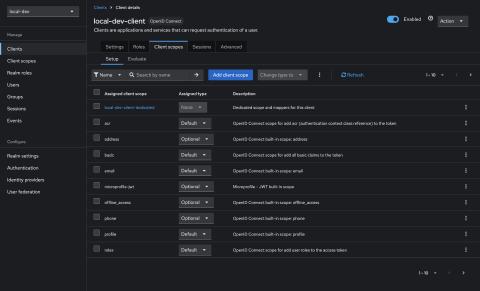 local-dev
Manage
Clients
Client scopes
Realm roles
Users
Groups
Sessions
Events
Configure
Realm settings
Authentication
Identity providers
User federation
Clients > Client details
local-dev-client OpenID Connect
Enabled
Action
Clients are applications and services that can request authentication of a user.
Settings Roles Client scopes Sessions Advanced
Setup Evaluate
Name Search by name Add client scope Change type to Refresh 1-10
Assigned client scope Assigned type Description
local-dev-client-dedicated None Dedicated scope and mappers for this client
acr Default OpenID Connect scope for add acr (authentication context class reference) to the token
address Optional OpenID Connect built-in scope: address
basic Default OpenID Connect scope for add all basic claims to the token
email Default OpenID Connect built-in scope: email
microprofile-jwt Optional Microprofile - JWT built-in scope
offline_access Optional OpenID Connect built-in scope: offline_access
phone Optional OpenID Connect built-in scope: phone
profile Default OpenID Connect built-in scope: profile
roles Default OpenID Connect scope for add user roles to the access token
1-10